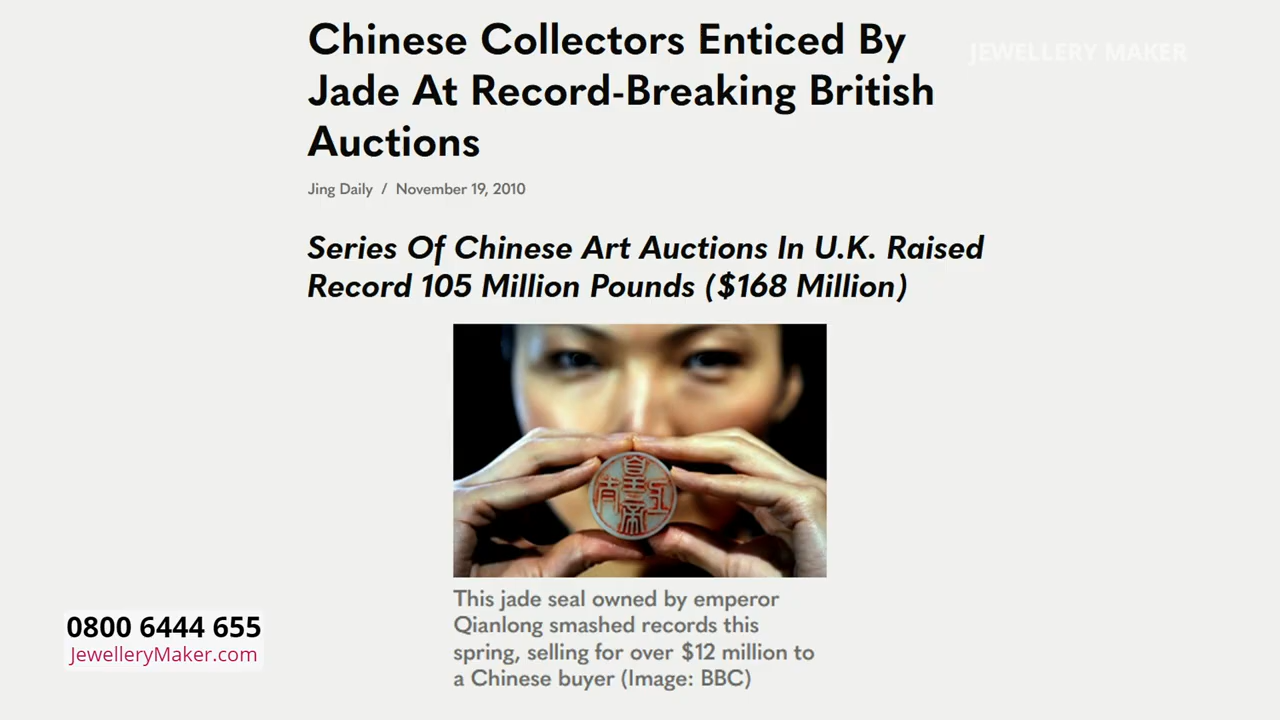 Chinese Collectors Enticed By
Jade At Record-Breaking British
Auctions
JEWELLERY MAKER
Jing Daily / November 19, 2010
Series Of Chinese Art Auctions In U.K. Raised
Record 105 Million Pounds ($168 Million)
皇帝
This jade seal owned by emperor
Qianlong smashed records this
spring, selling for over $12 million to
a Chinese buyer (Image: BBC)
0800 6444 655
JewelleryMaker.com